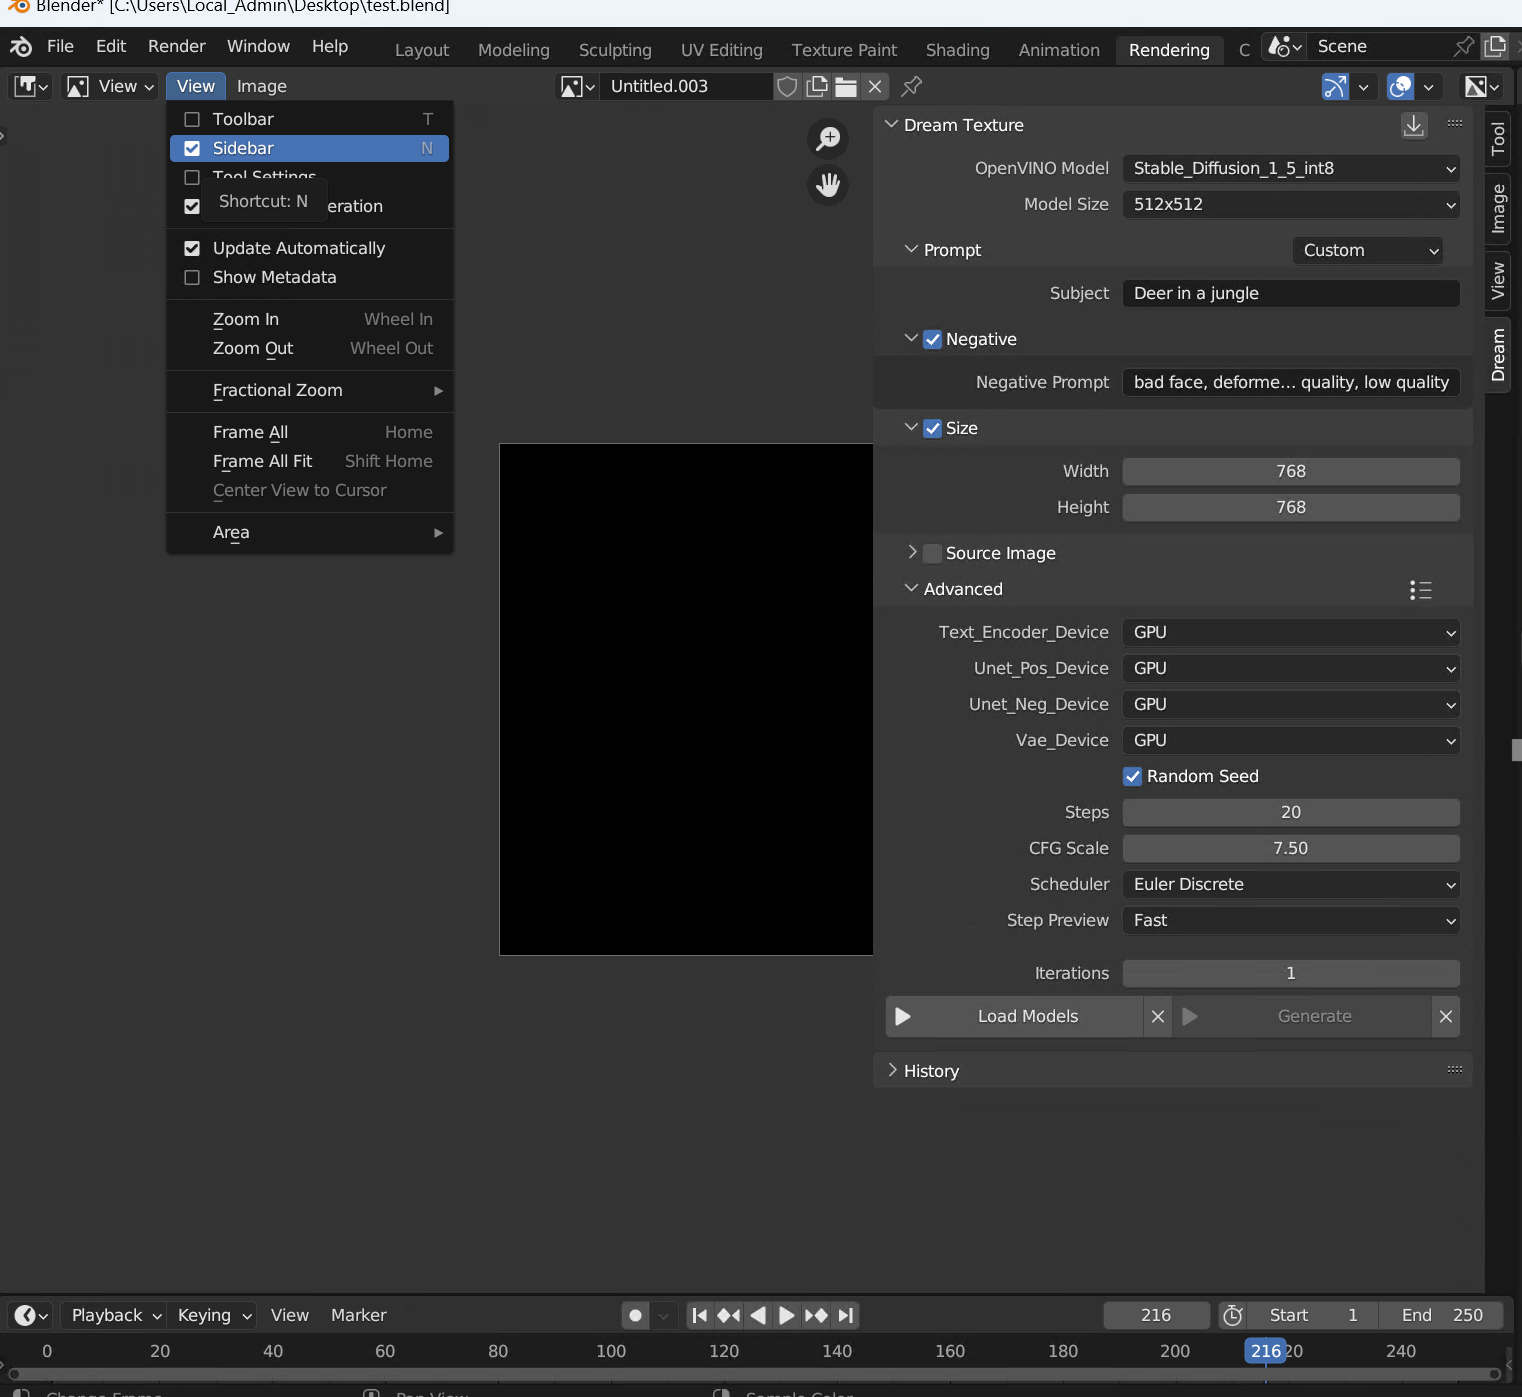 Blender* [C:\Users\Local_Admin\Desktop\test.blend]
File Edit Render Window Help Layout Modeling Sculpting UV Editing Texture Paint Shading Animation Rendering C Scene
View View Image Untitled.003
Toolbar T
Sidebar N
Tool Settings
Shortcut: N
eration
Update Automatically
Show Metadata
Zoom In Wheel In
Zoom Out Wheel Out
Fractional Zoom
Frame All Home
Frame All Fit Shift Home
Center View to Cursor
Area
Dream Texture
OpenVINO Model Stable_Diffusion_1_5_int8
Model Size 512x512
Prompt Custom
Subject Deer in a jungle
Negative
Negative Prompt bad face, deforme... quality, low quality
Size
Width 768
Height 768
Source Image
Advanced
Text_Encoder_Device GPU
Unet_Pos_Device GPU
Unet_Neg_Device GPU
Vae_Device GPU
Random Seed
Steps 20
CFG Scale 7.50
Scheduler Euler Discrete
Step Preview Fast
Iterations 1
Load Models Generate
History
Tool
Image
View
Dream
Playback Keying View Marker 216 Start 1 End 250
0 20 40 60 80 100 120 140 160 180 200 216 20 240
Change Frame Pan View Sample Color